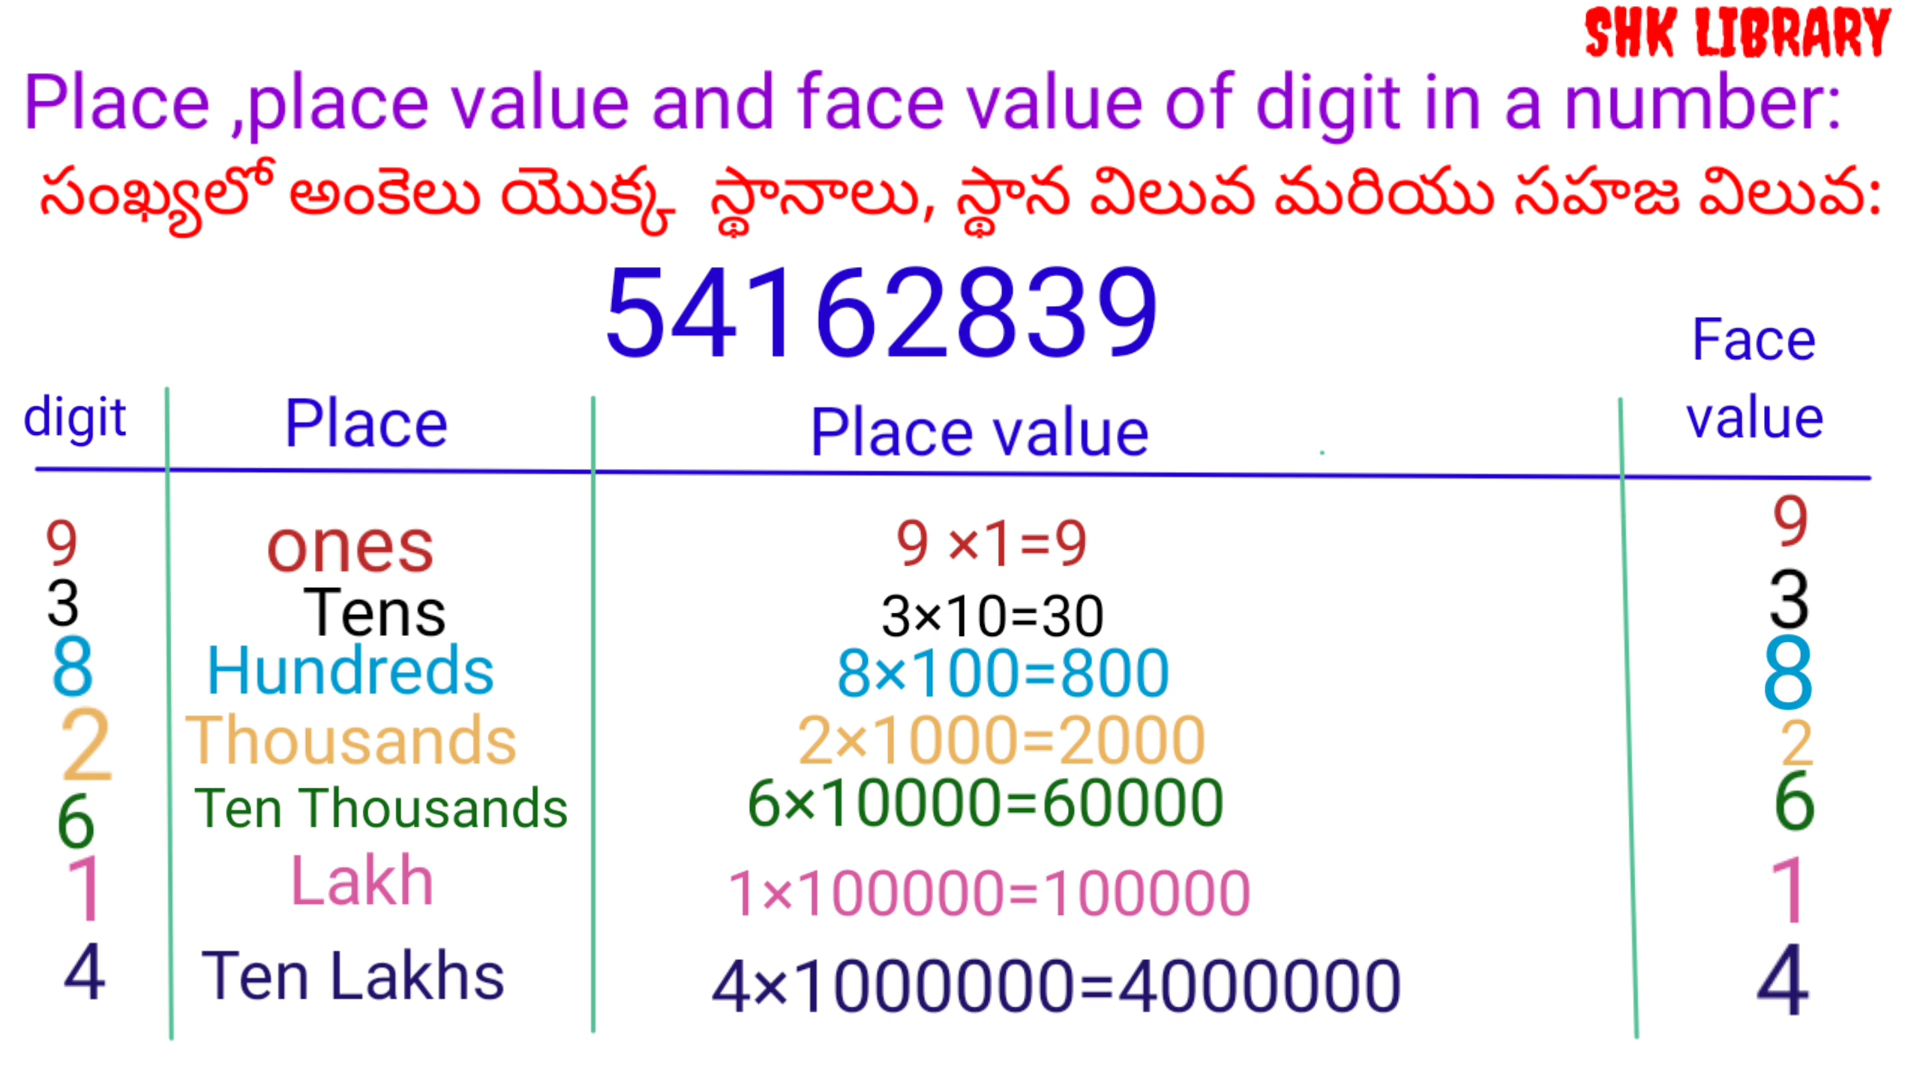 SHK LIBRARY
Place ,place value and face value of digit in a number:
సంఖ్యలో అంకెలు యొక్క స్థానాలు, స్థాన విలువ మరియు సహజ విలువ:
54162839
digit Place Place value Face value
9 ones 9 ×1=9 9
3 Tens 3×10=30 3
8 Hundreds 8×100=800 8
2 Thousands 2×1000=2000 2
6 Ten Thousands 6×10000=60000 6
1 Lakh 1×100000=100000 1
4 Ten Lakhs 4×1000000=4000000 4